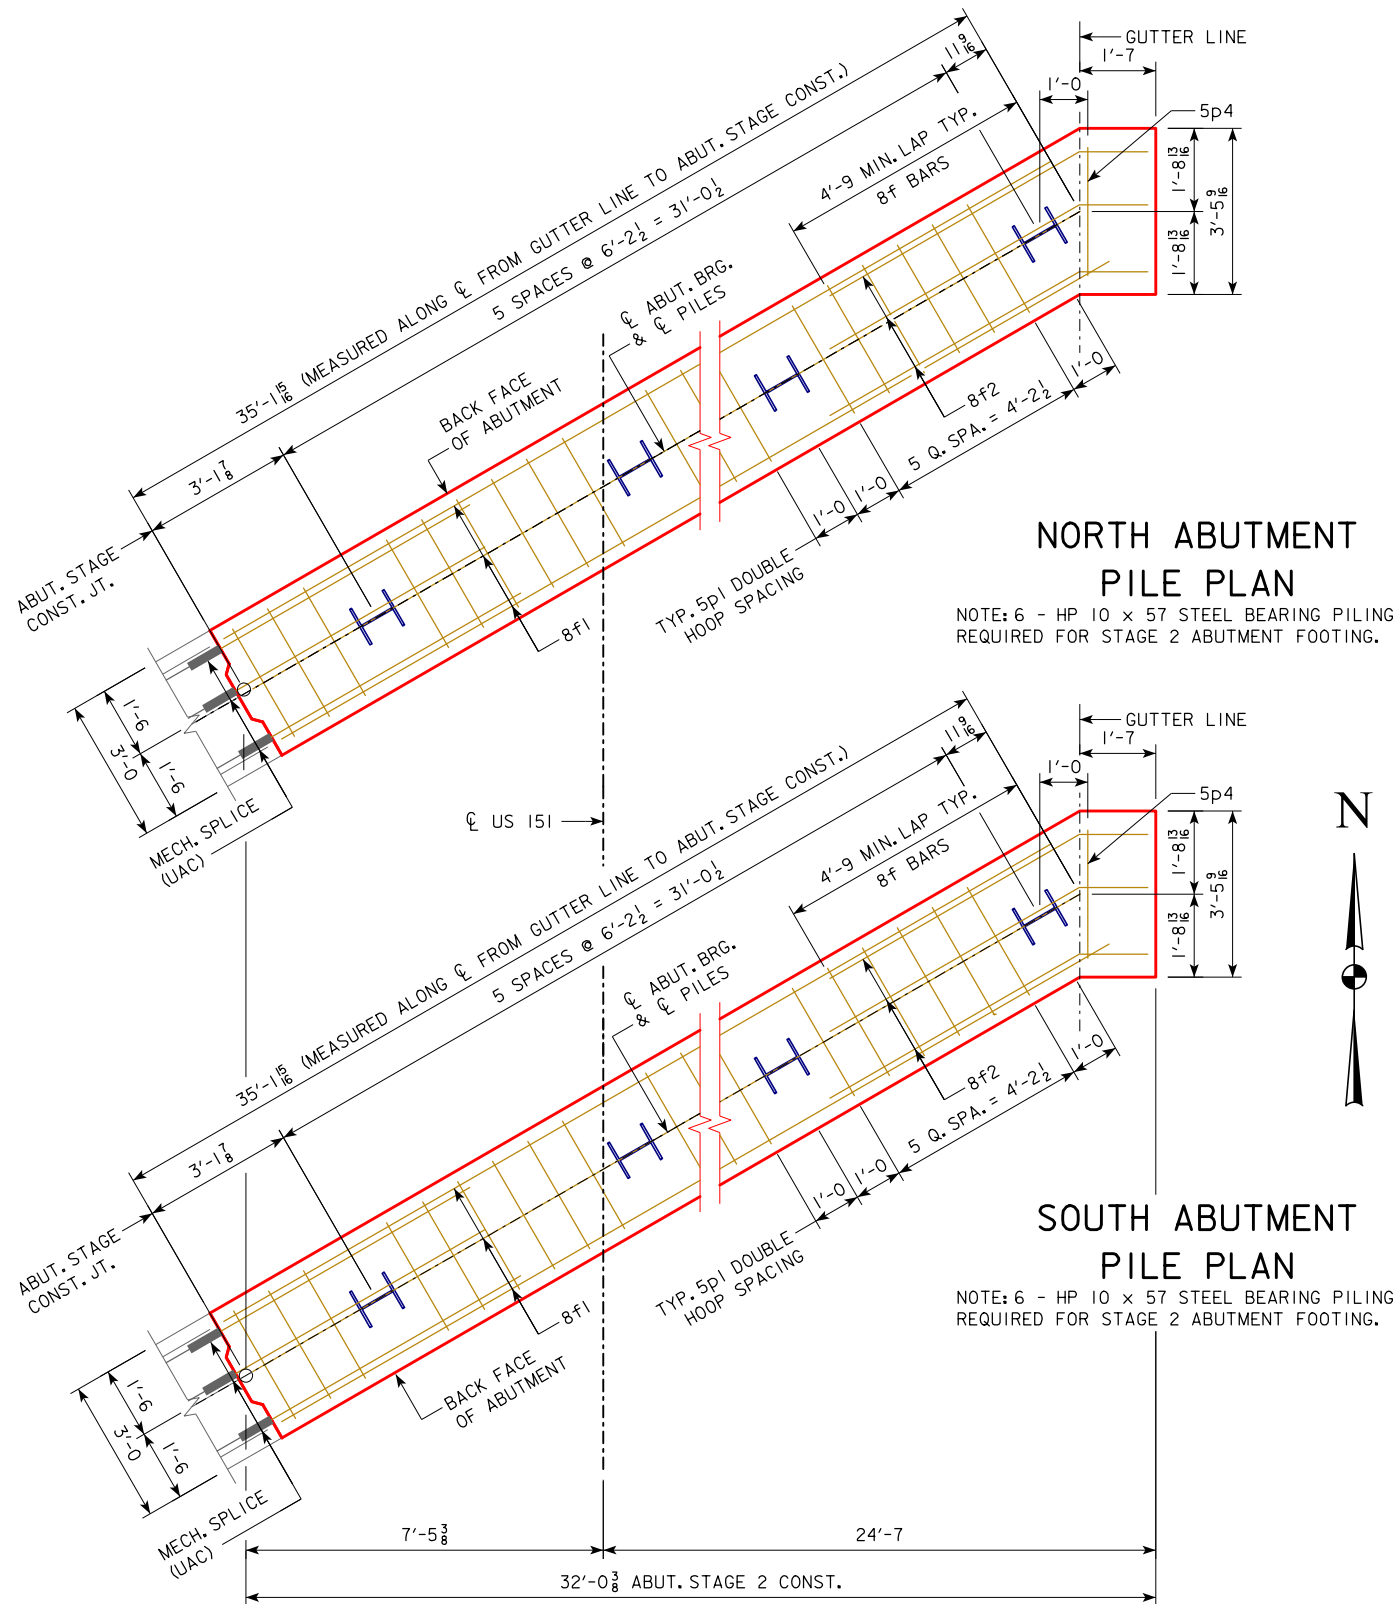 GUTTER LINE
1'-7
1'-0
5p4
11 9/16
35'-1 15/16 (MEASURED ALONG ℄ FROM GUTTER LINE TO ABUT. STAGE CONST.)
5 SPACES @ 6'-2 1/2 = 31'-0 1/2
4'-9 MIN. LAP TYP.
8f BARS
1'-8 13/16
1'-8 13/16
3'-5 9/16
℄ ABUT. BRG.
& ℄ PILES
BACK FACE
OF ABUTMENT
3'-1 7/8
ABUT. STAGE
CONST. JT.
8f2
1'-0
5 Q. SPA. = 4'-2 1/2
1'-0
1'-0
TYP. 5p1 DOUBLE
HOOP SPACING
8f1
NORTH ABUTMENT
PILE PLAN
NOTE: 6 - HP 10 x 57 STEEL BEARING PILING
REQUIRED FOR STAGE 2 ABUTMENT FOOTING.
1'-6
3'-0
1'-6
MECH. SPLICE
(UAC)
℄ US 151
N
GUTTER LINE
1'-7
1'-0
5p4
11 9/16
35'-1 15/16 (MEASURED ALONG ℄ FROM GUTTER LINE TO ABUT. STAGE CONST.)
5 SPACES @ 6'-2 1/2 = 31'-0 1/2
4'-9 MIN. LAP TYP.
8f BARS
1'-8 13/16
1'-8 13/16
3'-5 9/16
℄ ABUT. BRG.
& ℄ PILES
3'-1 7/8
ABUT. STAGE
CONST. JT.
8f2
1'-0
5 Q. SPA. = 4'-2 1/2
1'-0
1'-0
TYP. 5p1 DOUBLE
HOOP SPACING
8f1
BACK FACE
OF ABUTMENT
SOUTH ABUTMENT
PILE PLAN
NOTE: 6 - HP 10 x 57 STEEL BEARING PILING
REQUIRED FOR STAGE 2 ABUTMENT FOOTING.
1'-6
3'-0
1'-6
MECH. SPLICE
(UAC)
7'-5 3/8
24'-7
32'-0 3/8 ABUT. STAGE 2 CONST.